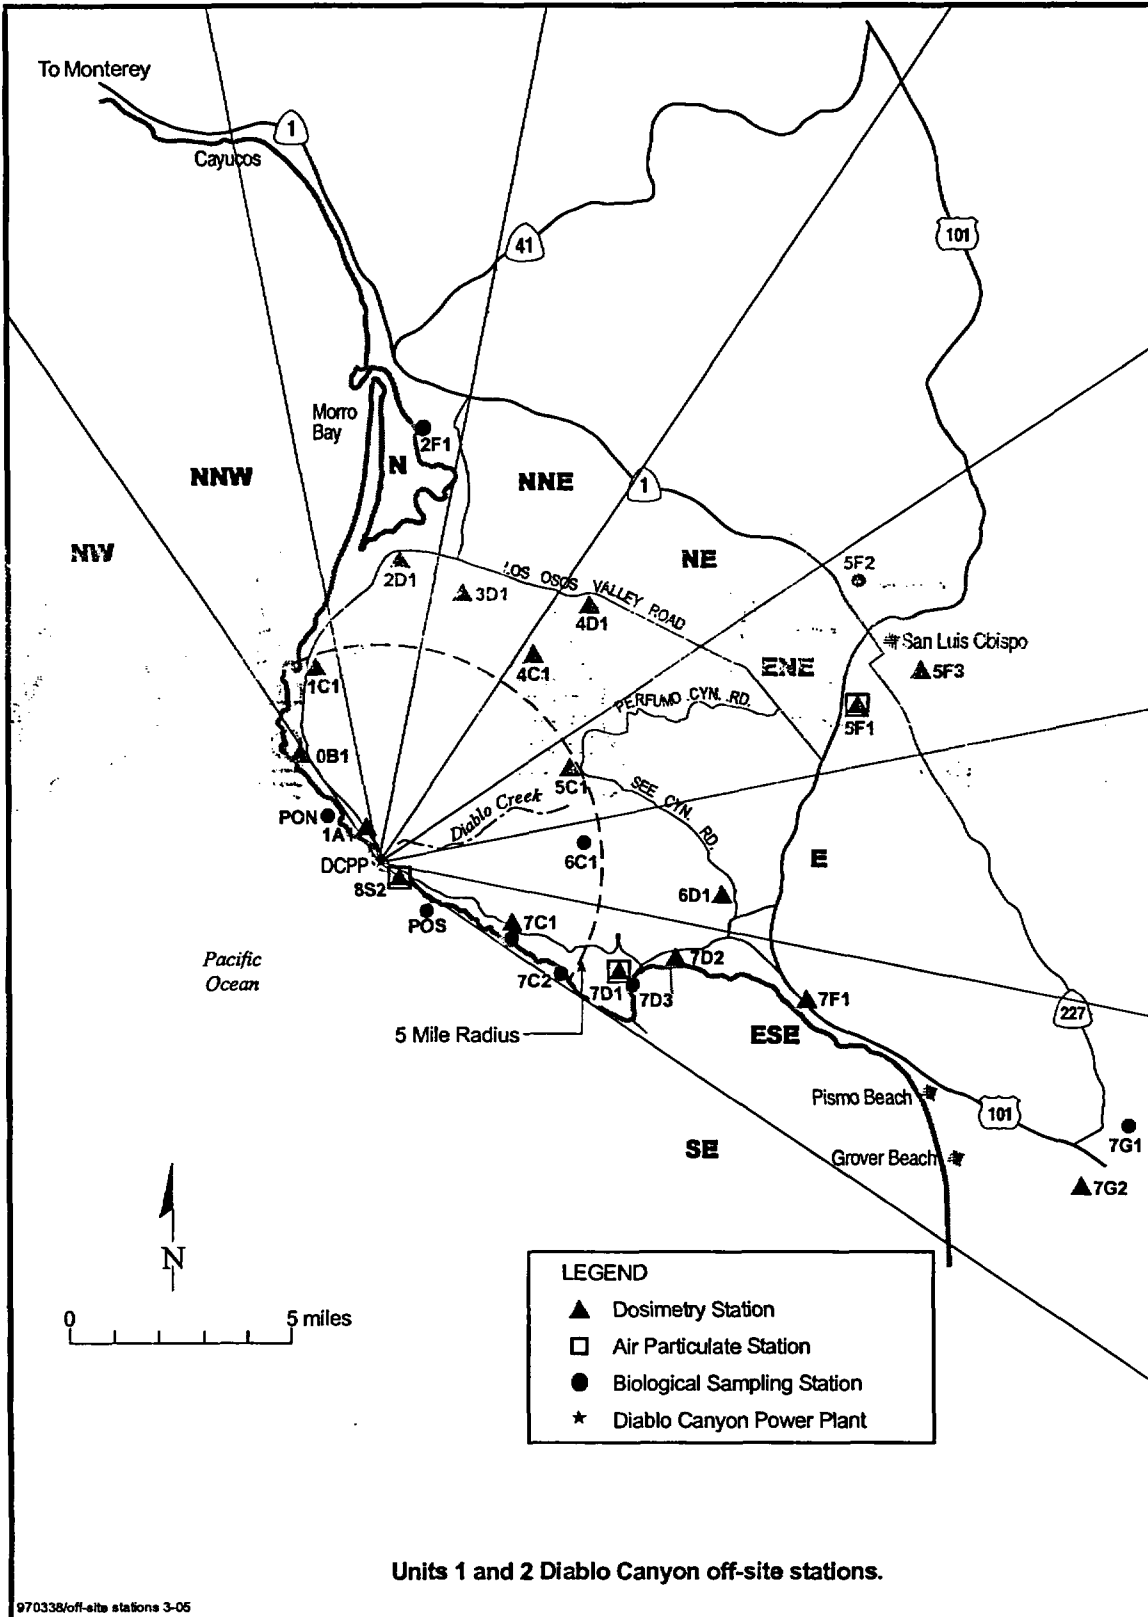 To Monterey
1
Cayucos
41
101
Morro
Bay
2F1
N
NNW
NNE
1
NW
NE
5F2
2D1
LOS OSOS VALLEY ROAD
3D1
4D1
San Luis Obispo
ENE
5F3
4C1
1C1
PERFUMO CYN. RD.
5F1
0B1
5C1
SEE CYN. RD.
Diablo Creek
PON
1A1
E
DCPP
6C1
8S2
6D1
POS
7C1
Pacific
Ocean
7D2
7C2
7D1
7D3
7F1
5 Mile Radius
ESE
227
Pismo Beach
101
SE
Grover Beach
7G1
7G2
N
0
5 miles
LEGEND
Dosimetry Station
Air Particulate Station
Biological Sampling Station
Diablo Canyon Power Plant
Units 1 and 2 Diablo Canyon off-site stations.
970338/off-site stations 3-05